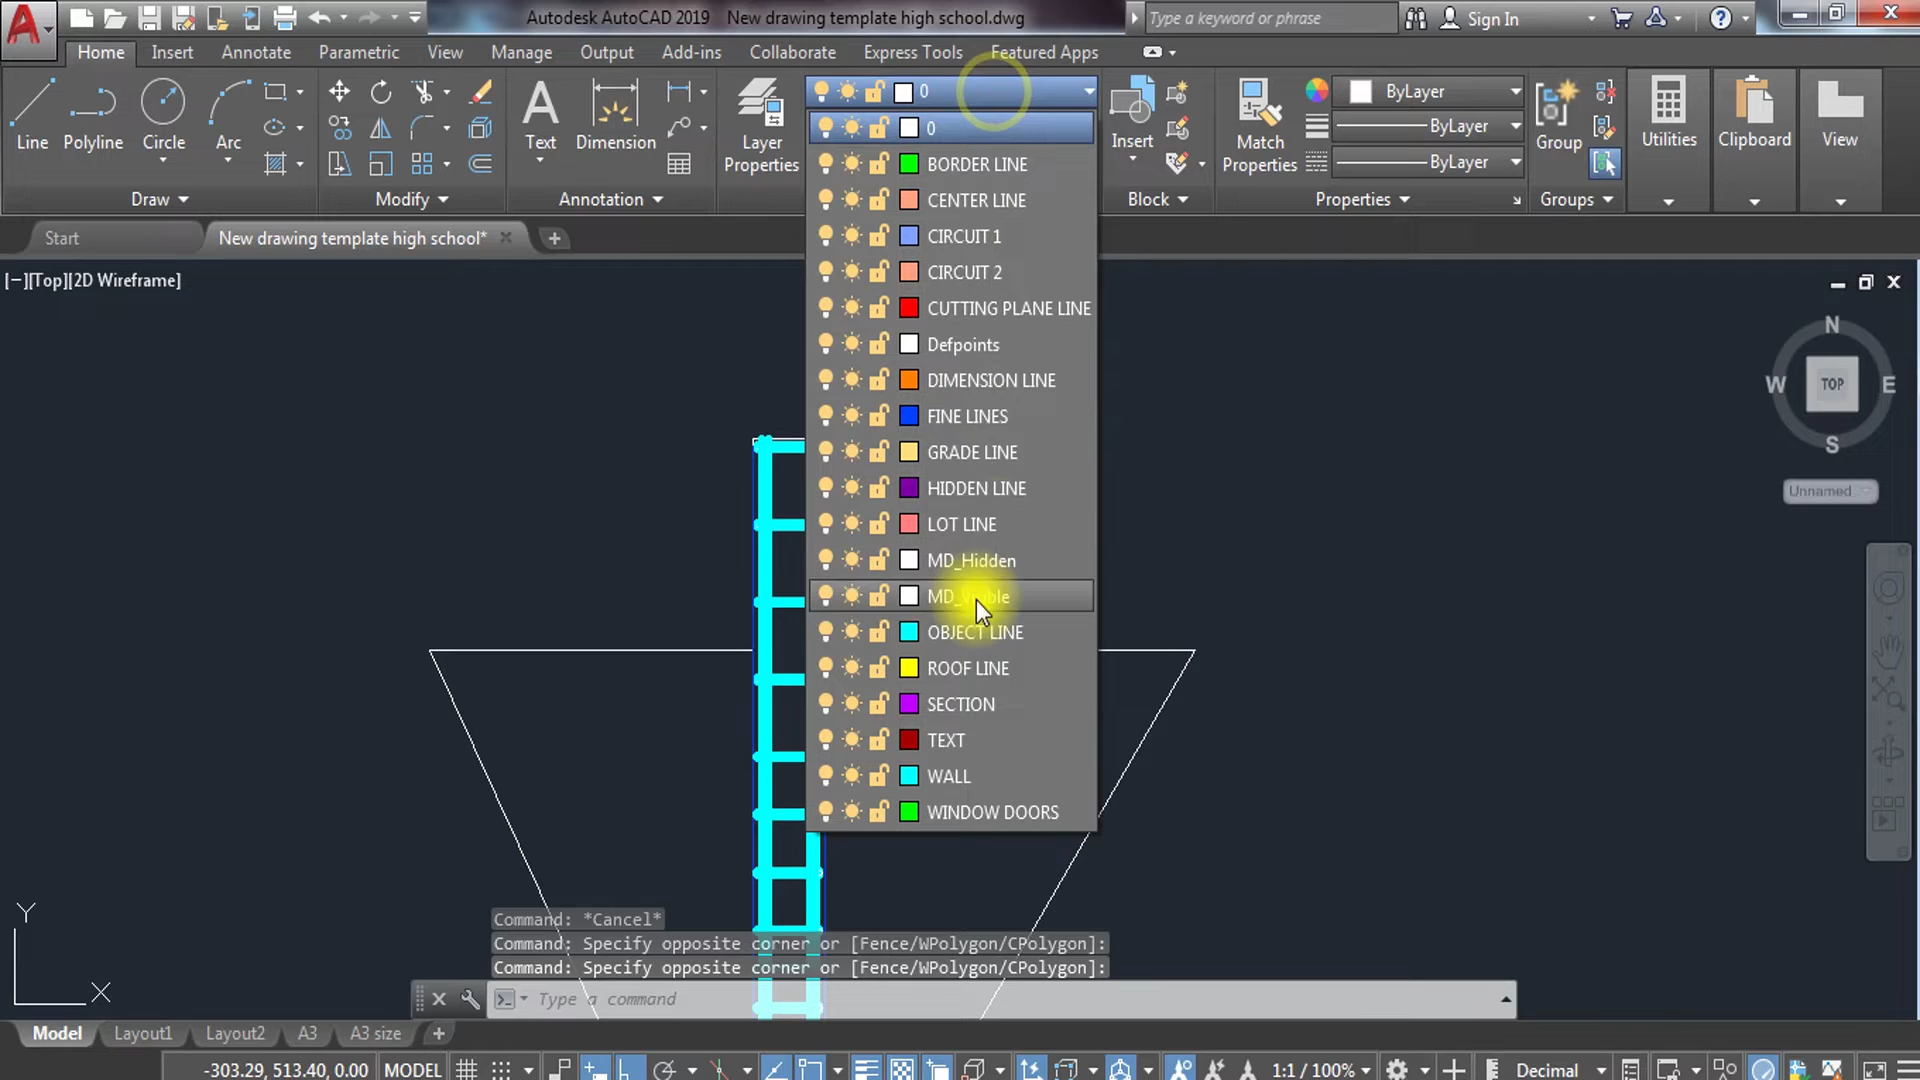 Autodesk AutoCAD 2019 New drawing template high school.dwg
Type a keyword or phrase
Sign In
Home Insert Annotate Parametric View Manage Output Add-ins Collaborate Express Tools Featured Apps
Line Polyline Circle Arc
Draw
Modify
Text Dimension
Annotation
Layer Properties
0
0
BORDER LINE
CENTER LINE
CIRCUIT 1
CIRCUIT 2
CUTTING PLANE LINE
Defpoints
DIMENSION LINE
FINE LINES
GRADE LINE
HIDDEN LINE
LOT LINE
MD_Hidden
OBJECT LINE
ROOF LINE
SECTION
TEXT
WALL
WINDOW DOORS
Insert
Block
Match Properties
ByLayer
ByLayer
ByLayer
Properties
Group
Groups
Utilities
Clipboard
View
Start
New drawing template high school*
[−][Top][2D Wireframe]
N
W TOP E
S
Unnamed
Y
X
Command: *Cancel*
Command: Specify opposite corner or [Fence/WPolygon/CPolygon]:
Command: Specify opposite corner or [Fence/WPolygon/CPolygon]:
Type a command
Model Layout1 Layout2 A3 A3 size
-303.29, 513.40, 0.00 MODEL 1:1 / 100% Decimal